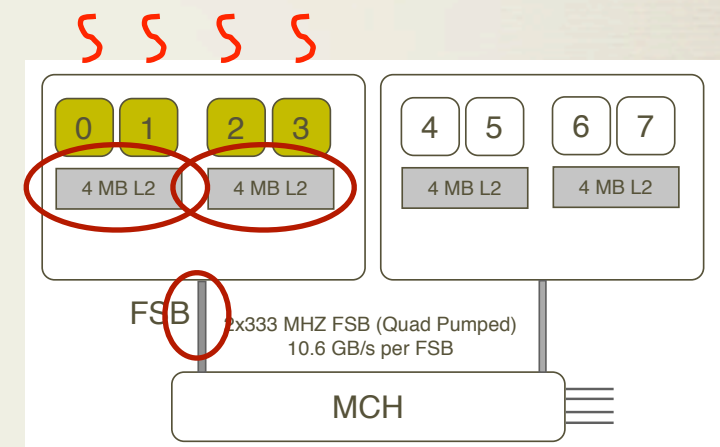 0 1 2 3 4 5 6 7
4 MB L2 4 MB L2 4 MB L2 4 MB L2
FSB
2x333 MHZ FSB (Quad Pumped)
10.6 GB/s per FSB
MCH